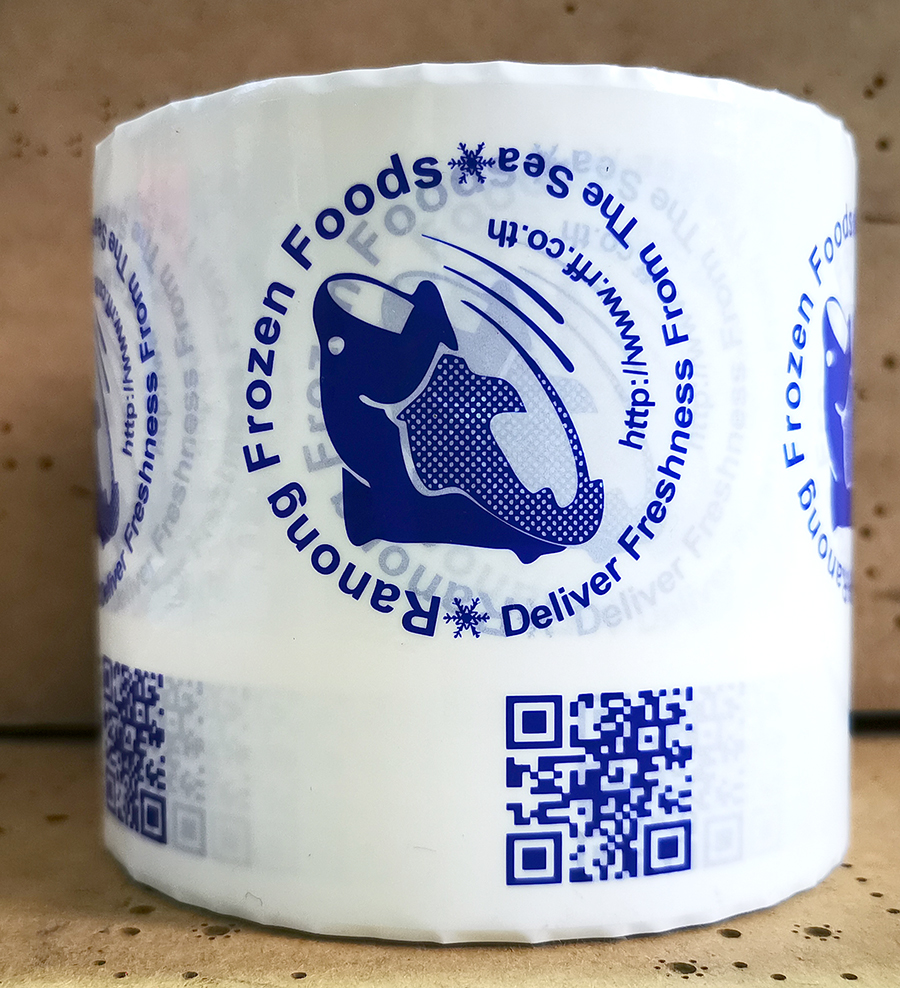 Ranong Frozen Foods
Deliver Freshness From The Sea
http://www.rff.co.th